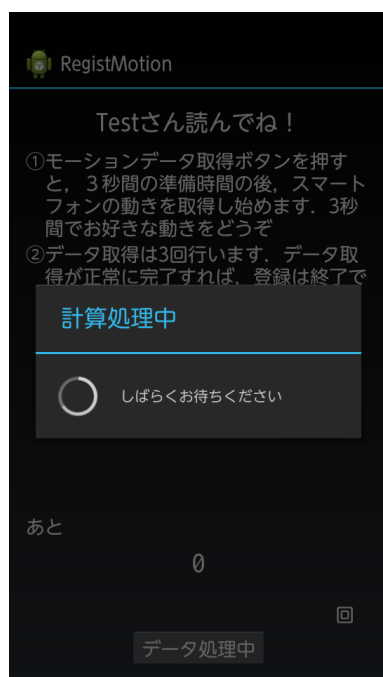 RegistMotion
Testさん読んでね！
①モーションデータ取得ボタンを押す
と，３秒間の準備時間の後，スマート
フォンの動きを取得し始めます．3秒
間でお好きな動きをどうぞ
②データ取得は3回行います．データ取
得が正常に完了すれば，登録は終了で
計算処理中
しばらくお待ちください
あと
0
回
データ処理中